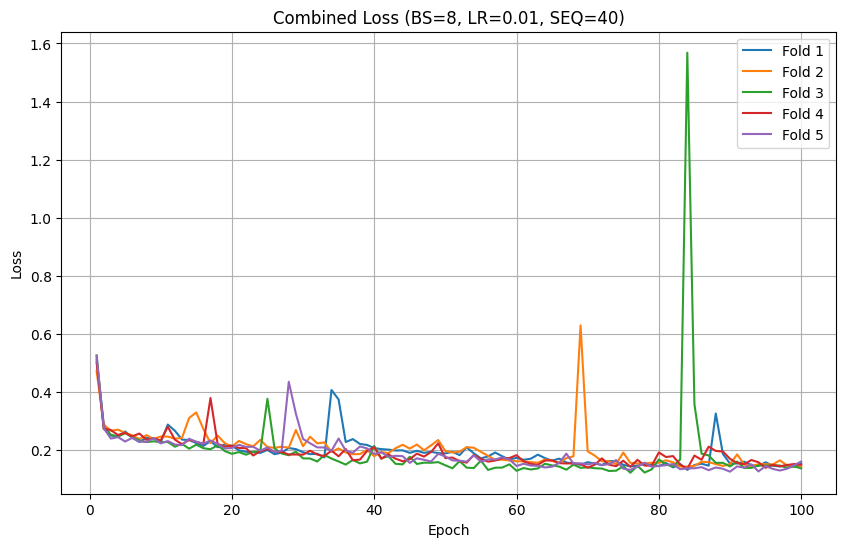 Combined Loss (BS=8, LR=0.01, SEQ=40)
1.6
1.4
1.2
1.0
0.8
0.6
0.4
0.2
Loss
0
20
40
60
80
100
Epoch
Fold 1
Fold 2
Fold 3
Fold 4
Fold 5